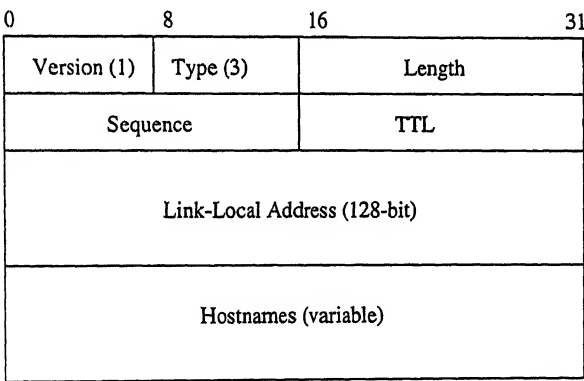 0 8 16 31
Version (1) Type (3) Length
Sequence TTL
Link-Local Address (128-bit)
Hostnames (variable)